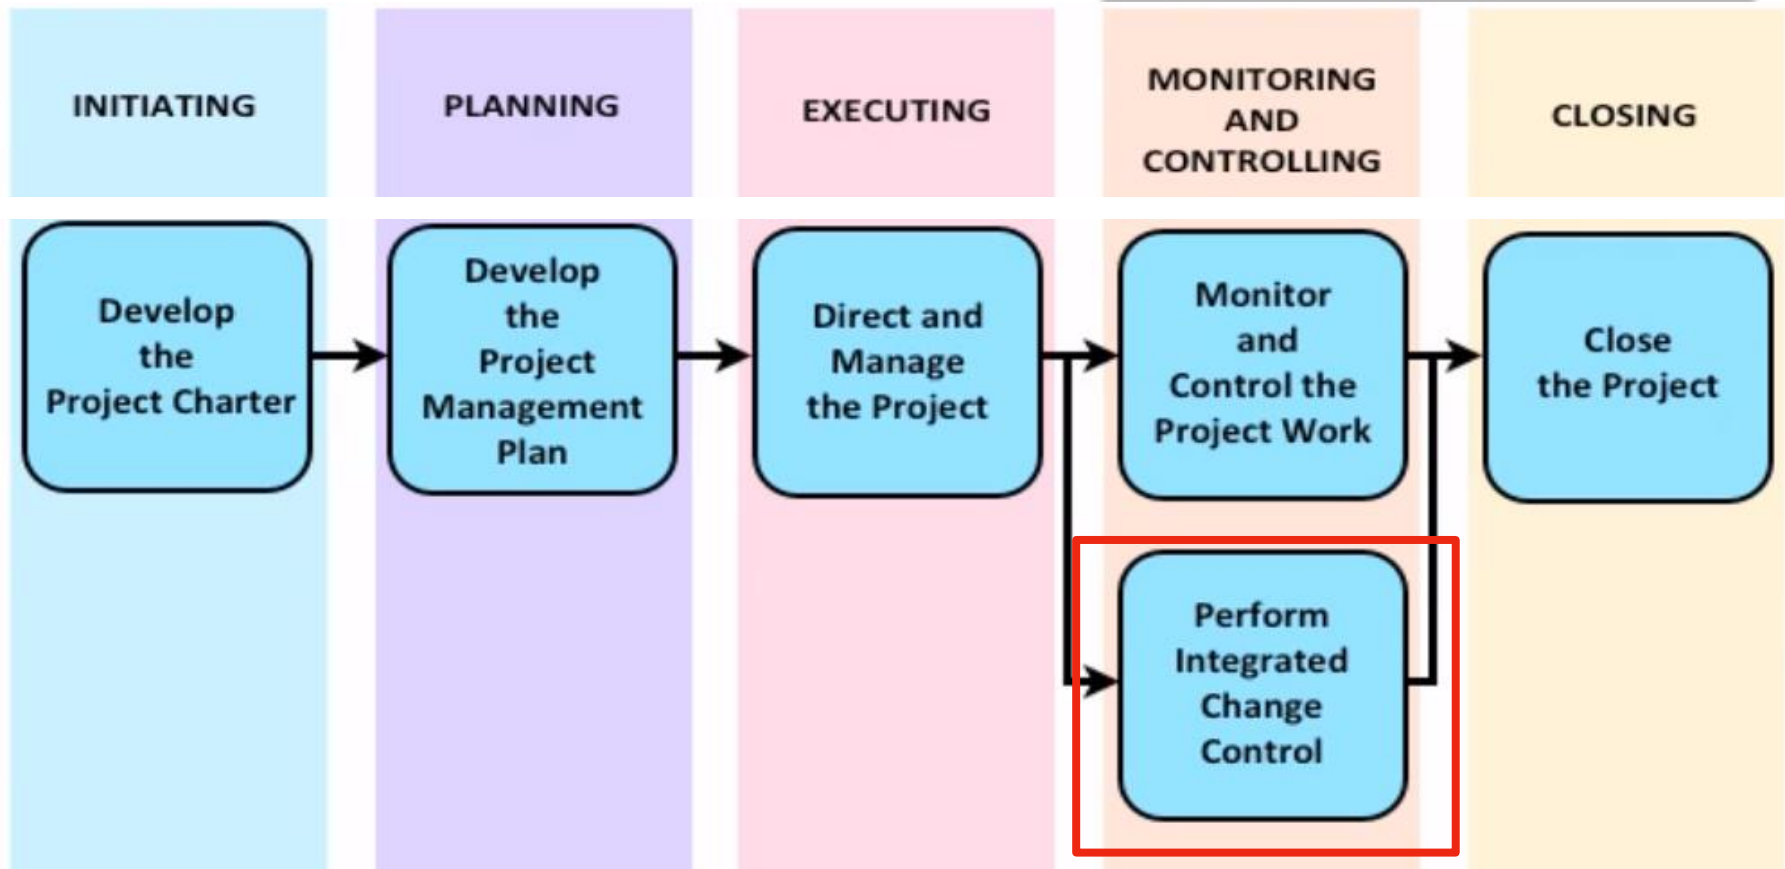 INITIATING
PLANNING
EXECUTING
MONITORING
AND
CONTROLLING
CLOSING
Develop
the
Project Charter
Develop
the
Project
Management
Plan
Direct and
Manage
the Project
Monitor
and
Control the
Project Work
Close
the Project
Perform
Integrated
Change
Control